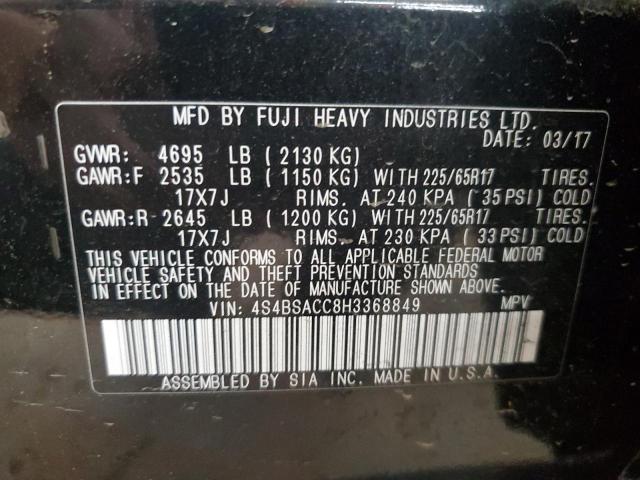 MFD BY FUJI HEAVY INDUSTRIES LTD.
DATE: 03/17
GVWR: 4695 LB ( 2130 KG)
GAWR:F 2535 LB ( 1150 KG) WITH 225/65R17 TIRES.
17X7J RIMS. AT 240 KPA ( 35 PSI) COLD
GAWR:R 2645 LB ( 1200 KG) WITH 225/65R17 TIRES.
17X7J RIMS. AT 230 KPA ( 33 PSI) COLD
THIS VEHICLE CONFORMS TO ALL APPLICABLE FEDERAL MOTOR
VEHICLE SAFETY AND THEFT PREVENTION STANDARDS IN EFFECT
ON THE DATE OF MANUFACTURE SHOWN ABOVE.
VIN: 4S4BSACC8H3368849 MPV
ASSEMBLED BY SIA INC. MADE IN U.S.A.